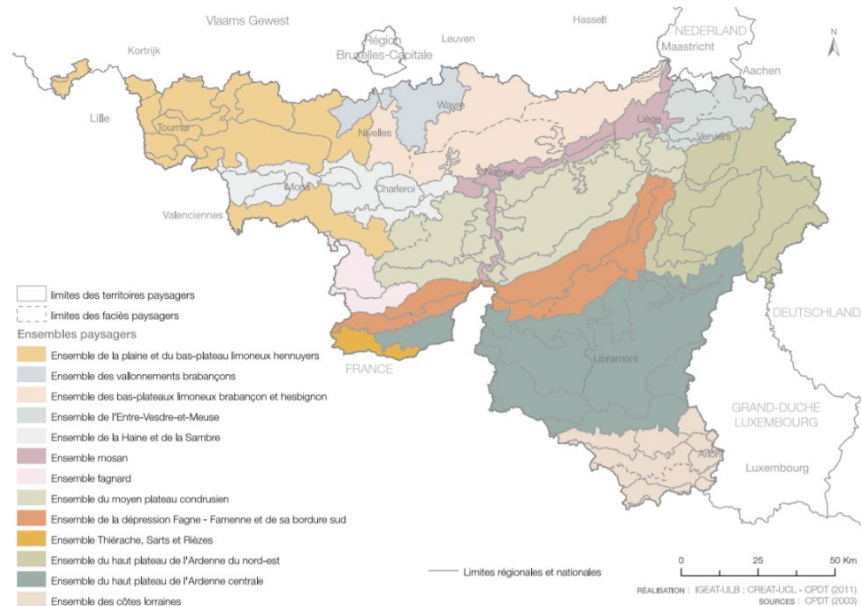 Vlaams Gewest
Hasselt
NEDERLAND
Kortrijk
Leuven
Maastricht
Région
Bruxelles-Capitale
N
Aachen
Lille
Wavre
Tournai
Liège
Nivelles
Verviers
Namur
Mons
Charleroi
Valenciennes
limites des territoires paysagers
limites des faciès paysagers
Ensembles paysagers
DEUTSCHLAND
FRANCE
Libramont
Ensemble de la plaine et du bas-plateau limoneux hennuyers
Ensemble des vallonnements brabançons
Ensemble des bas-plateaux limoneux brabançon et hesbignon
Ensemble de l'Entre-Vesdre-et-Meuse
Ensemble de la Haine et de la Sambre
Ensemble mosan
Ensemble fagnard
Ensemble du moyen plateau condrusien
Ensemble de la dépression Fagne - Famenne et de sa bordure sud
Ensemble Thiérache, Sarts et Rièzes
Ensemble du haut plateau de l'Ardenne du nord-est
Ensemble du haut plateau de l'Ardenne centrale
Ensemble des côtes lorraines
GRAND-DUCHE
LUXEMBOURG
Arlon
Luxembourg
Limites régionales et nationales
0 25 50 Km
RÉALISATION : IGEAT-ULB ; CREAT-UCL - CPDT (2011)
SOURCES : CPDT (2003)